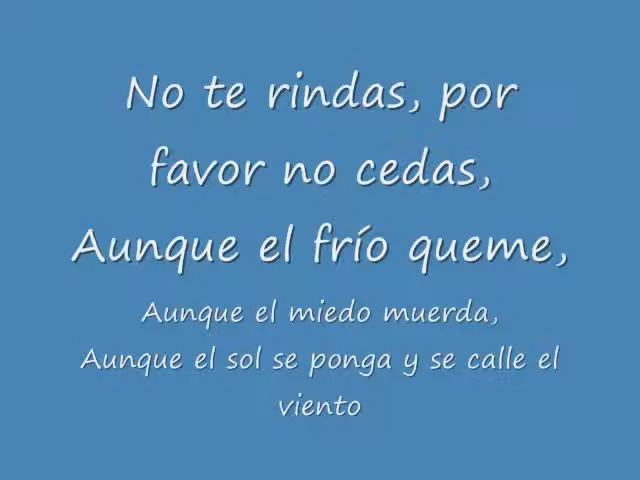 No te rindas, por
favor no cedas,
Aunque el frío queme,
Aunque el miedo muerda,
Aunque el sol se ponga y se calle el
viento